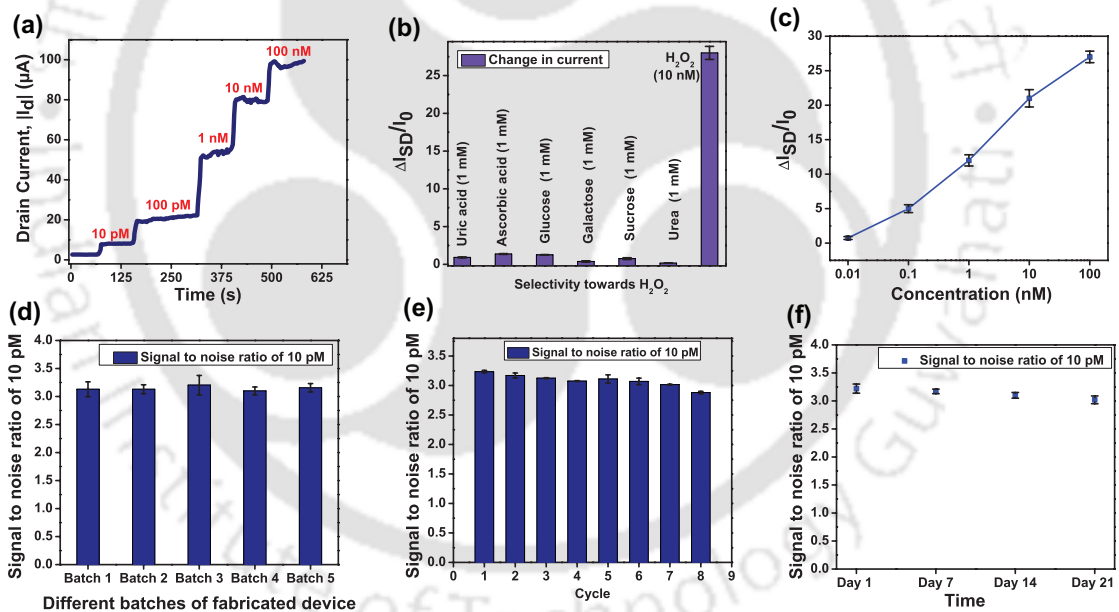 (a)
Drain Current, |Id| (µA)
100
80
60
40
20
0
10 pM
100 pM
1 nM
10 nM
100 nM
0
125
250
375
500
625
Time (s)
(b)
ΔI_SD/I_0
25
20
15
10
5
0
Change in current
H2O2
(10 nM)
Uric acid (1 mM)
Ascorbic acid (1 mM)
Glucose (1 mM)
Galactose (1 mM)
Sucrose (1 mM)
Urea (1 mM)
Selectivity towards H2O2
(c)
ΔI_SD/I_0
30
25
20
15
10
5
0
0.01
0.1
1
10
100
Concentration (nM)
(d)
Signal to noise ratio of 10 pM
4.0
3.5
3.0
2.5
2.0
1.5
1.0
0.5
0.0
Signal to noise ratio of 10 pM
Batch 1
Batch 2
Batch 3
Batch 4
Batch 5
Different batches of fabricated device
(e)
Signal to noise ratio of 10 pM
3.5
3.0
2.5
2.0
1.5
1.0
0.5
0.0
Signal to noise ratio of 10 pM
0
1
2
3
4
5
6
7
8
9
Cycle
(f)
Signal to noise ratio of 10 pM
4.0
3.5
3.0
2.5
2.0
1.5
1.0
0.5
0.0
Signal to noise ratio of 10 pM
Day 1
Day 7
Day 14
Day 21
Time
Indian Institute of Technology Guwahati